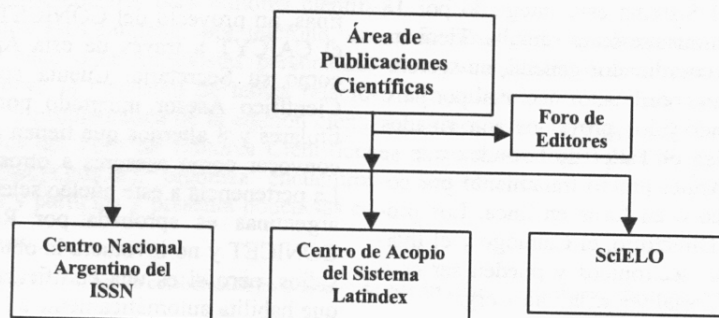 Área de
Publicaciones
Científicas
Foro de
Editores
Centro Nacional
Argentino del
ISSN
Centro de Acopio
del Sistema
Latindex
SciELO